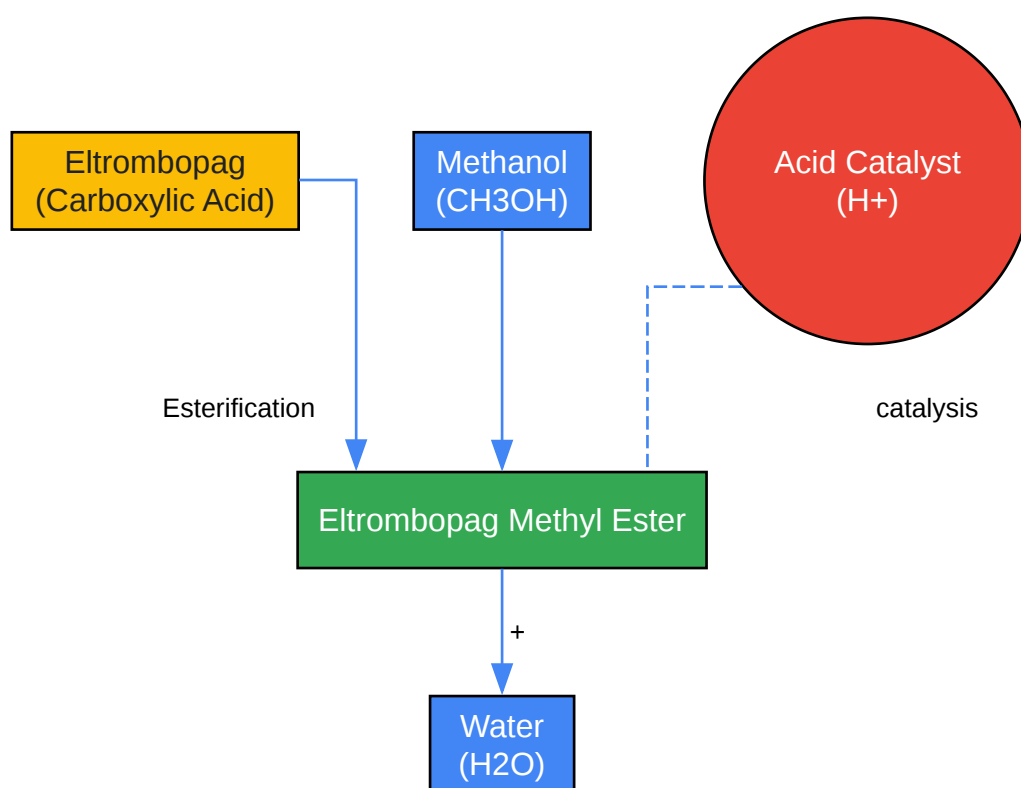 Eltrombopag
(Carboxylic Acid)
Methanol
(CH3OH)
Acid Catalyst
(H+)
Esterification
catalysis
Eltrombopag Methyl Ester
+
Water
(H2O)